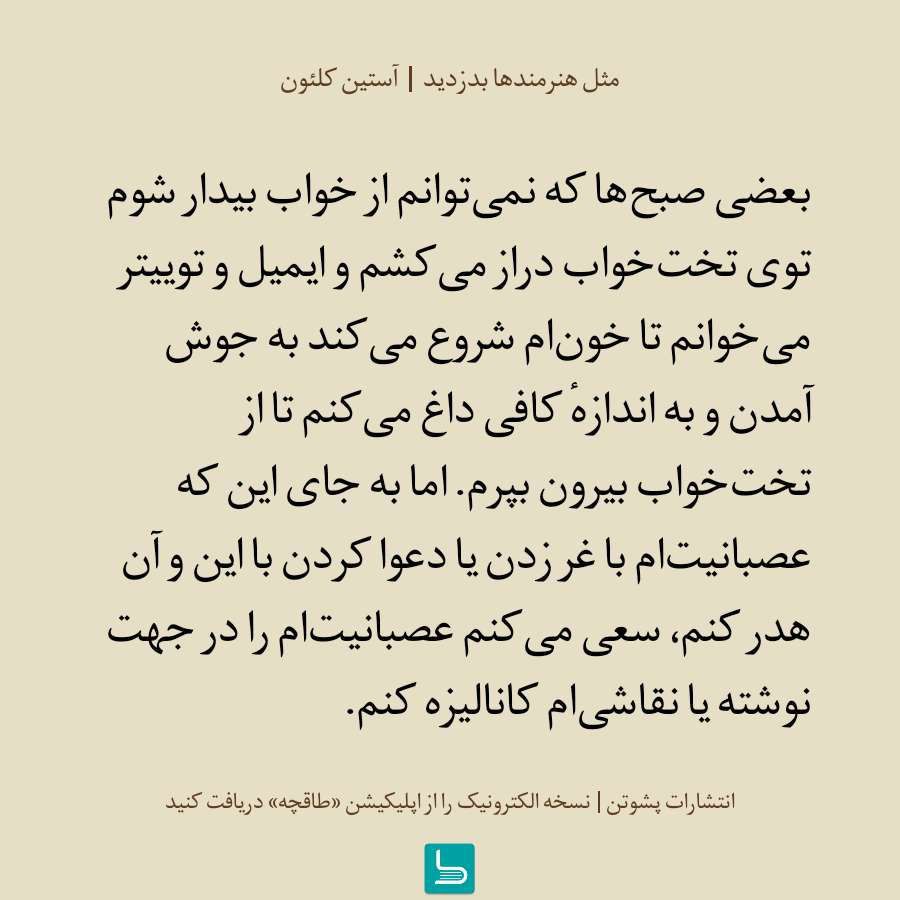 مثل هنرمندها بدزدید | آستین کلئون
بعضی صبح‌ها که نمی‌توانم از خواب بیدار شوم
توی تخت‌خواب دراز می‌کشم و ایمیل و توییتر
می‌خوانم تا خون‌ام شروع می‌کند به جوش
آمدن و به اندازهٔ کافی داغ می‌کنم تا از
تخت‌خواب بیرون بپرم. اما به جای این که
عصبانیت‌ام با غر زدن یا دعوا کردن با این و آن
هدر کنم، سعی می‌کنم عصبانیت‌ام را در جهت
نوشته یا نقاشی‌ام کانالیزه کنم.
انتشارات پشوتن | نسخه الکترونیک را از اپلیکیشن «طاقچه» دریافت کنید